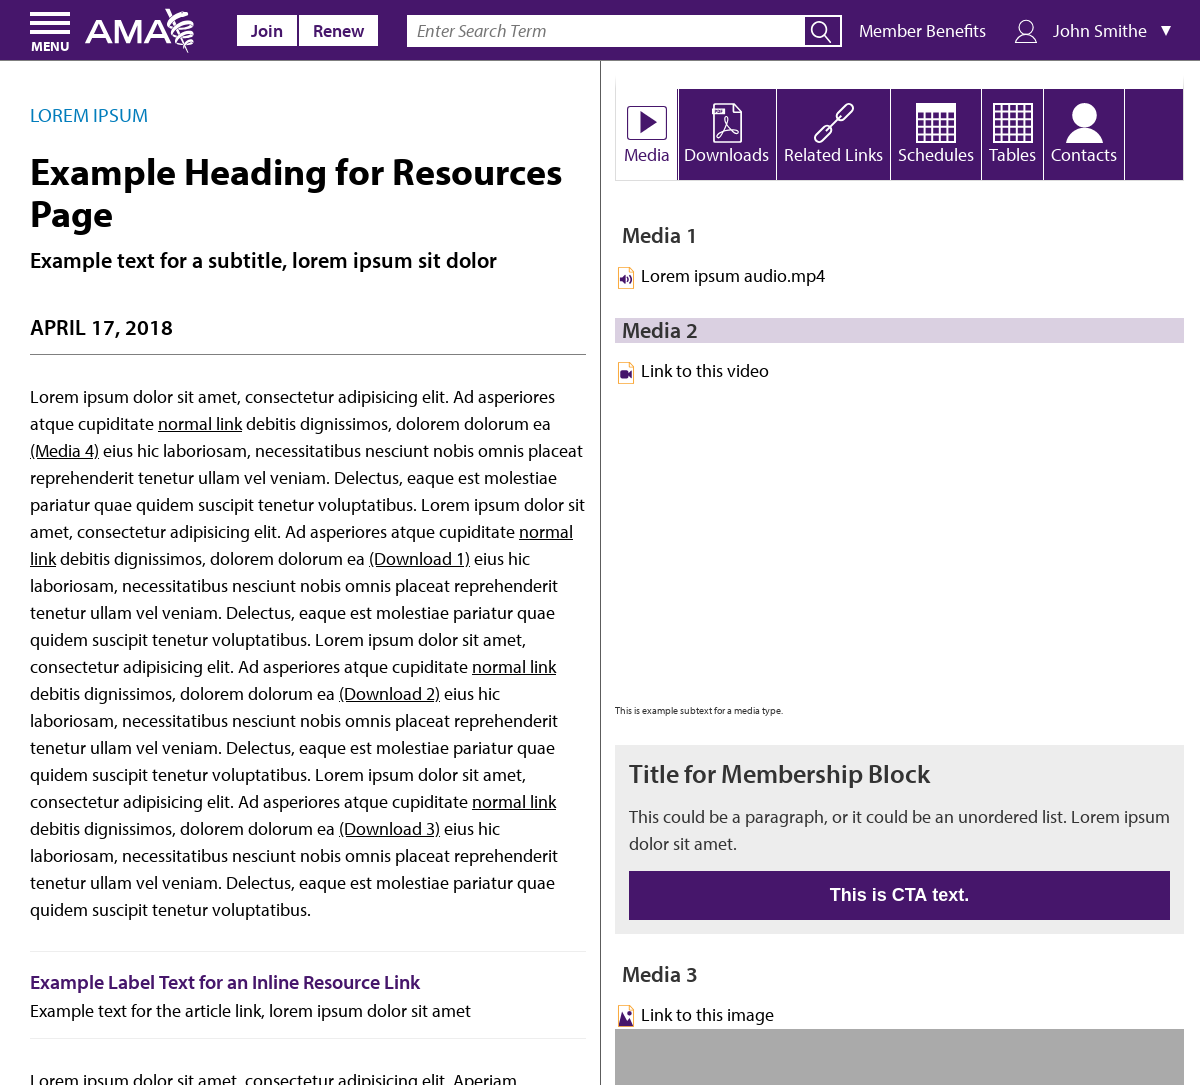 MENU
AMA
Join
Renew
Enter Search Term
Member Benefits
John Smithe
LOREM IPSUM
Example Heading for Resources
Page
Example text for a subtitle, lorem ipsum sit dolor
APRIL 17, 2018
Lorem ipsum dolor sit amet, consectetur adipisicing elit. Ad asperiores
atque cupiditate normal link debitis dignissimos, dolorem dolorum ea
(Media 4) eius hic laboriosam, necessitatibus nesciunt nobis omnis placeat
reprehenderit tenetur ullam vel veniam. Delectus, eaque est molestiae
pariatur quae quidem suscipit tenetur voluptatibus. Lorem ipsum dolor sit
amet, consectetur adipisicing elit. Ad asperiores atque cupiditate normal
link debitis dignissimos, dolorem dolorum ea (Download 1) eius hic
laboriosam, necessitatibus nesciunt nobis omnis placeat reprehenderit
tenetur ullam vel veniam. Delectus, eaque est molestiae pariatur quae
quidem suscipit tenetur voluptatibus. Lorem ipsum dolor sit amet,
consectetur adipisicing elit. Ad asperiores atque cupiditate normal link
debitis dignissimos, dolorem dolorum ea (Download 2) eius hic
laboriosam, necessitatibus nesciunt nobis omnis placeat reprehenderit
tenetur ullam vel veniam. Delectus, eaque est molestiae pariatur quae
quidem suscipit tenetur voluptatibus. Lorem ipsum dolor sit amet,
consectetur adipisicing elit. Ad asperiores atque cupiditate normal link
debitis dignissimos, dolorem dolorum ea (Download 3) eius hic
laboriosam, necessitatibus nesciunt nobis omnis placeat reprehenderit
tenetur ullam vel veniam. Delectus, eaque est molestiae pariatur quae
quidem suscipit tenetur voluptatibus.
Example Label Text for an Inline Resource Link
Example text for the article link, lorem ipsum dolor sit amet
Lorem ipsum dolor sit amet, consectetur adipisicing elit. Aperiam
Media
PDF
Downloads
Related Links
Schedules
Tables
Contacts
Media 1
Lorem ipsum audio.mp4
Media 2
Link to this video
This is example subtext for a media type.
Title for Membership Block
This could be a paragraph, or it could be an unordered list. Lorem ipsum
dolor sit amet.
This is CTA text.
Media 3
Link to this image